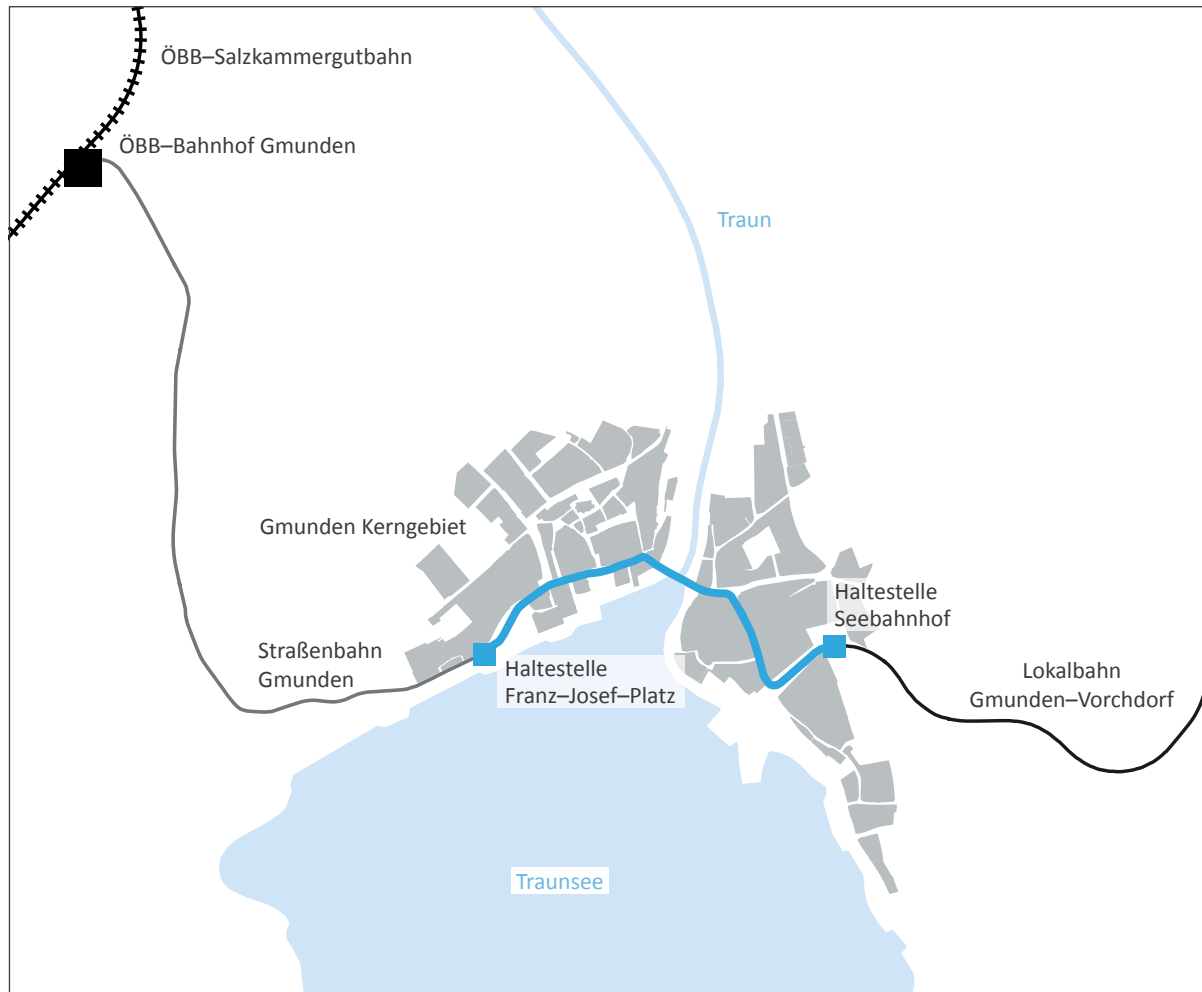 ÖBB–Salzkammergutbahn
ÖBB–Bahnhof Gmunden
Traun
Gmunden Kerngebiet
Haltestelle
Seebahnhof
Straßenbahn
Gmunden
Haltestelle
Franz–Josef–Platz
Lokalbahn
Gmunden–Vorchdorf
Traunsee